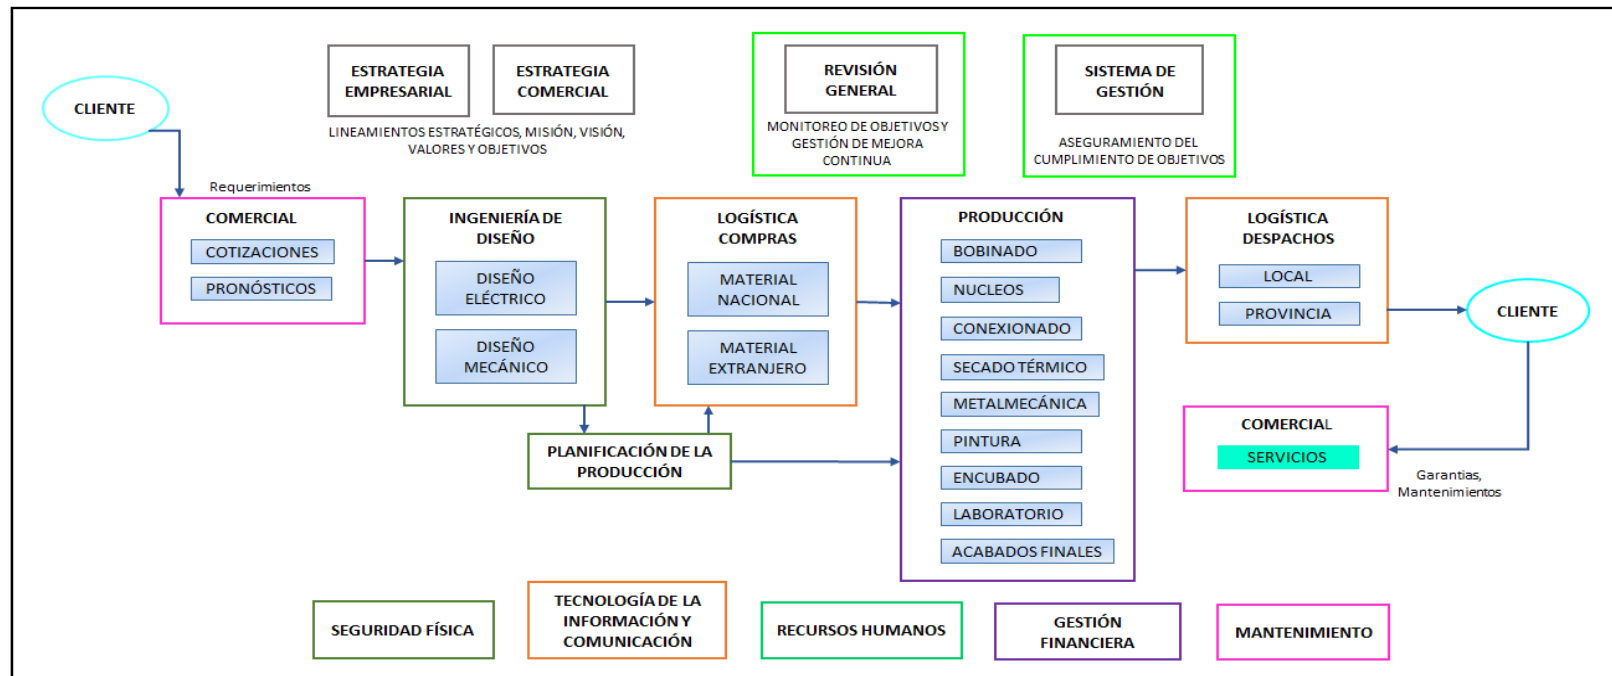 ESTRATEGIA
EMPRESARIAL
ESTRATEGIA
COMERCIAL
LINEAMIENTOS ESTRATÉGICOS, MISIÓN, VISIÓN,
VALORES Y OBJETIVOS
REVISIÓN
GENERAL
MONITOREO DE OBJETIVOS Y
GESTIÓN DE MEJORA
CONTINUA
SISTEMA DE
GESTIÓN
ASEGURAMIENTO DEL
CUMPLIMIENTO DE OBJETIVOS
CLIENTE
Requerimientos
COMERCIAL
COTIZACIONES
PRONÓSTICOS
INGENIERÍA DE
DISEÑO
DISEÑO
ELÉCTRICO
DISEÑO
MECÁNICO
PLANIFICACIÓN DE LA
PRODUCCIÓN
LOGÍSTICA
COMPRAS
MATERIAL
NACIONAL
MATERIAL
EXTRANJERO
PRODUCCIÓN
BOBINADO
NUCLEOS
CONEXIONADO
SECADO TÉRMICO
METALMECÁNICA
PINTURA
ENCUBADO
LABORATORIO
ACABADOS FINALES
LOGÍSTICA
DESPACHOS
LOCAL
PROVINCIA
CLIENTE
COMERCIAL
SERVICIOS
Garantias,
Mantenimientos
SEGURIDAD FÍSICA
TECNOLOGÍA DE LA
INFORMACIÓN Y
COMUNICACIÓN
RECURSOS HUMANOS
GESTIÓN
FINANCIERA
MANTENIMIENTO